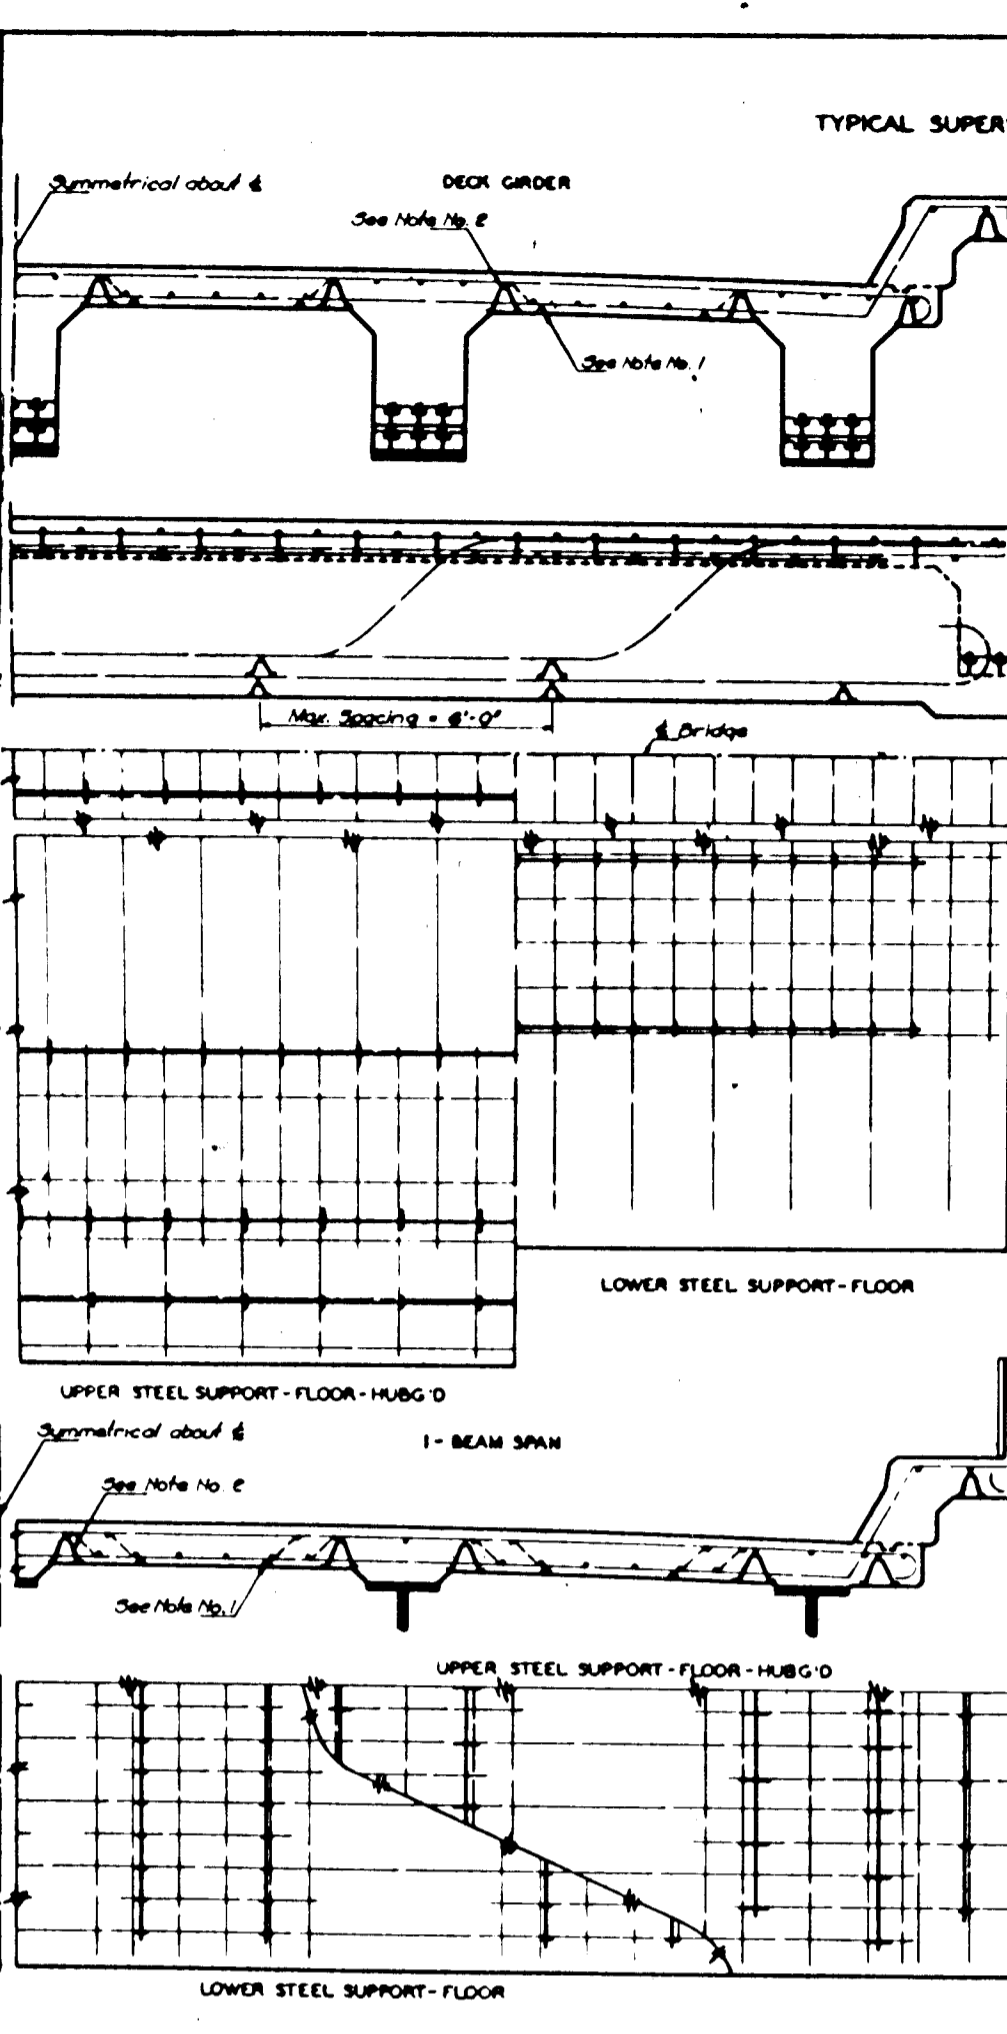 TYPICAL SUPER
Symmetrical about ℄
DECK GIRDER
See Note No. 2
See Note No. 1
Max. Spacing = 4'-0"
℄ Bridge
LOWER STEEL SUPPORT-FLOOR
UPPER STEEL SUPPORT-FLOOR-HUBG'D
Symmetrical about ℄
I-BEAM SPAN
See Note No. 2
See Note No. 1
UPPER STEEL SUPPORT-FLOOR-HUBG'D
LOWER STEEL SUPPORT-FLOOR